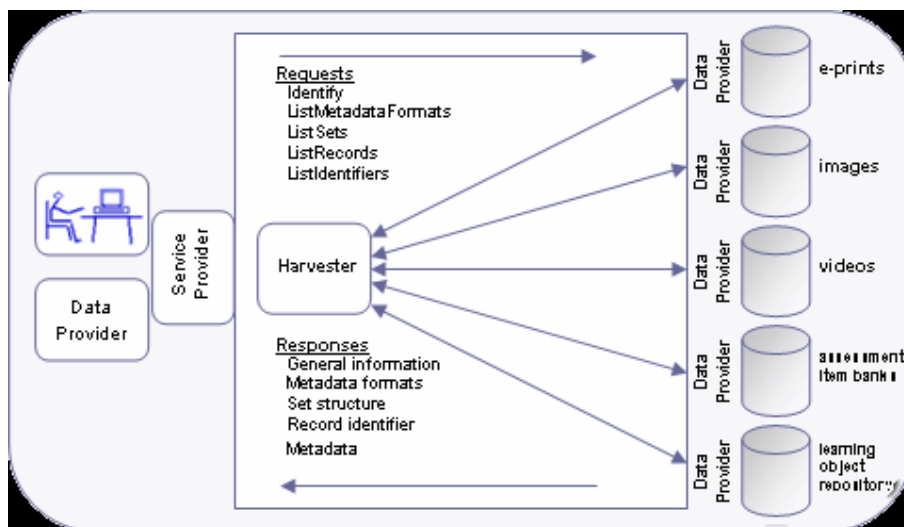 Requests
Identify
ListMetadataFormats
ListSets
ListRecords
ListIdentifiers
Service
Provider
Data
Provider
Harvester
Responses
General information
Metadata formats
Set structure
Record identifier
Metadata
Data
Provider
e-prints
Data
Provider
images
Data
Provider
videos
Data
Provider
assessment
item banks
Data
Provider
learning
object
repository